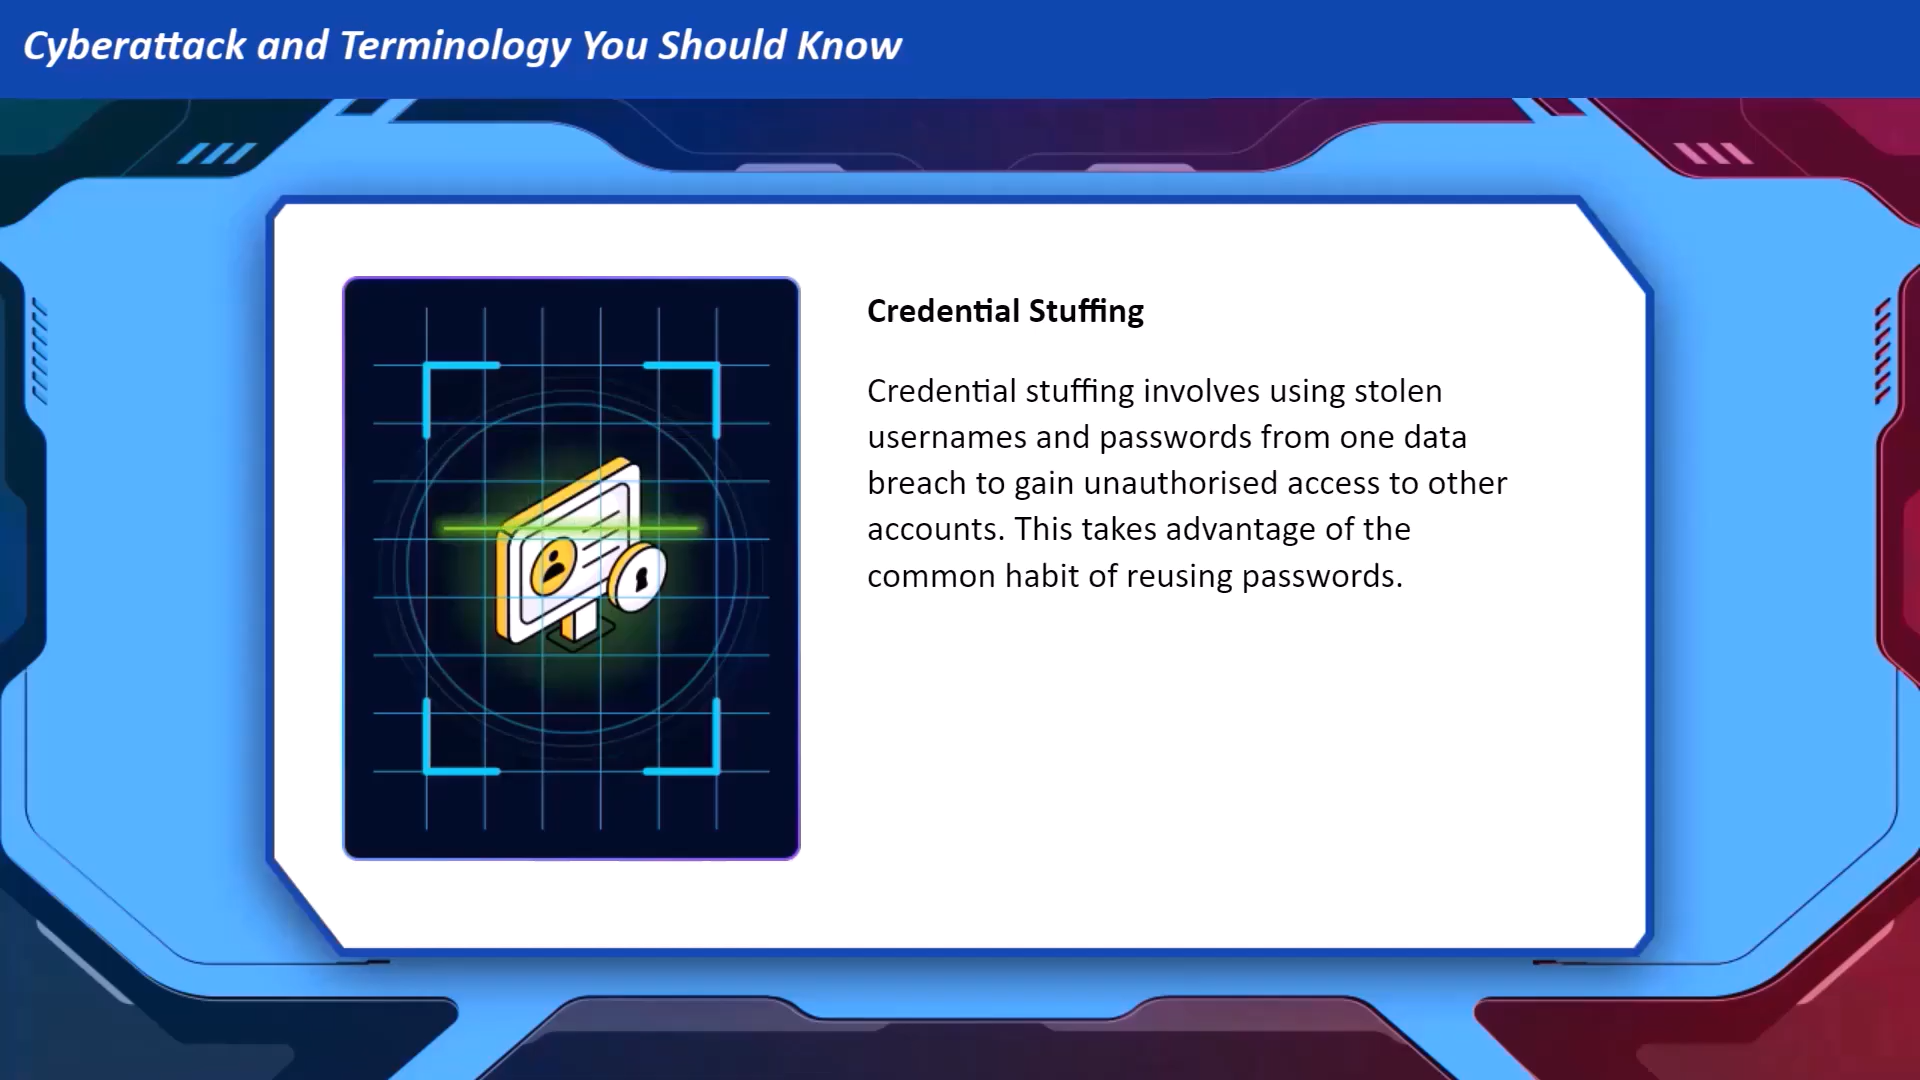 Cyberattack and Terminology You Should Know
Credential Stuffing
Credential stuffing involves using stolen
usernames and passwords from one data
breach to gain unauthorised access to other
accounts. This takes advantage of the
common habit of reusing passwords.